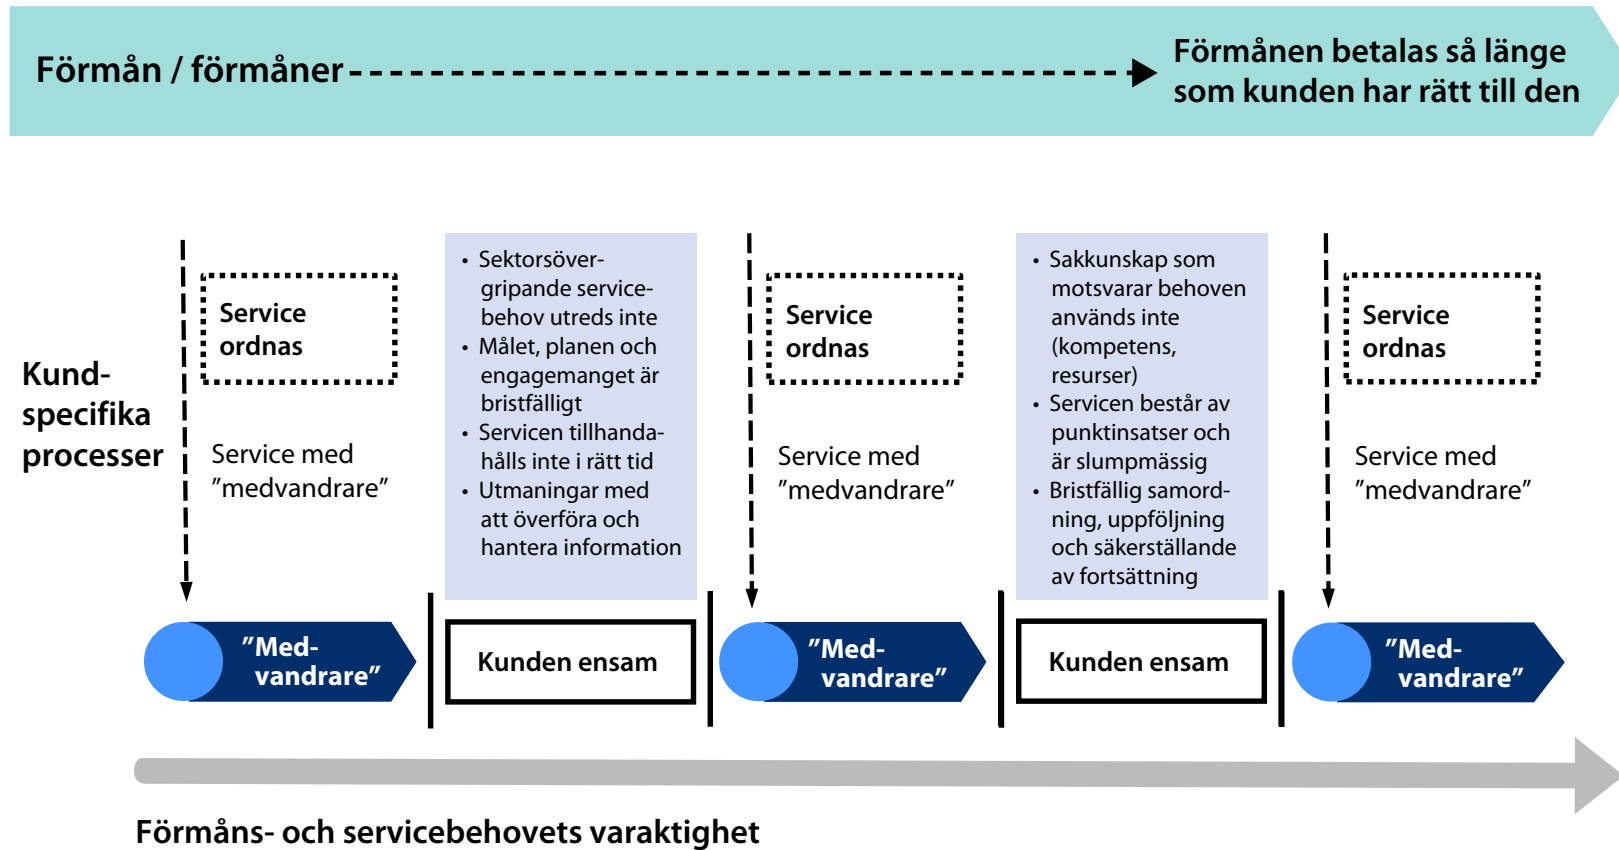 Förmån / förmåner
Förmånen betalas så länge
som kunden har rätt till den
Kund-
specifika
processer
Service
ordnas
Service med
”medvandrare”
• Sektorsöver-
gripande service-
behov utreds inte
• Målet, planen och
engagemanget är
bristfälligt
• Servicen tillhanda-
hålls inte i rätt tid
• Utmaningar med
att överföra och
hantera information
Service
ordnas
Service med
”medvandrare”
• Sakkunskap som
motsvarar behoven
används inte
(kompetens,
resurser)
• Servicen består av
punktinsatser och
är slumpmässig
• Bristfällig samord-
ning, uppföljning
och säkerställande
av fortsättning
Service
ordnas
Service med
”medvandrare”
”Med-
vandrare”
Kunden ensam
”Med-
vandrare”
Kunden ensam
”Med-
vandrare”
Förmåns- och servicebehovets varaktighet